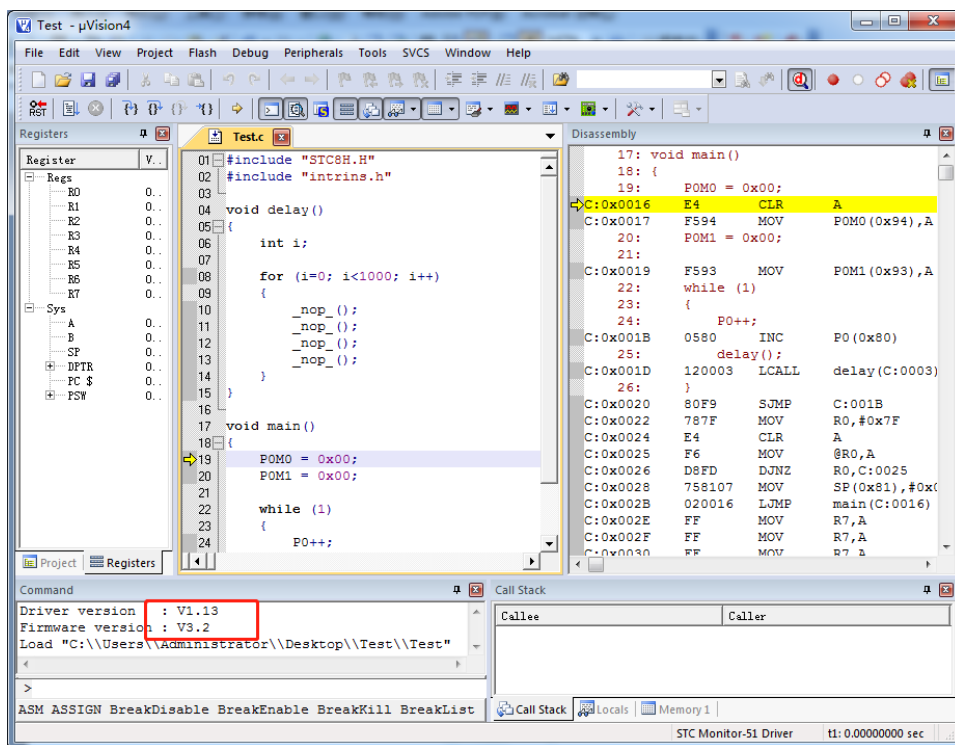 Test - µVision4
File Edit View Project Flash Debug Peripherals Tools SVCS Window Help
RST
Registers
Register V..
Regs
R0 0..
R1 0..
R2 0..
R3 0..
R4 0..
R5 0..
R6 0..
R7 0..
Sys
A 0..
B 0..
SP 0..
DPTR 0..
PC $ 0..
PSW 0..
Project Registers
Test.c
01 #include "STC8H.H"
02 #include "intrins.h"
03
04 void delay()
05 {
06 int i;
07
08 for (i=0; i<1000; i++)
09 {
10 _nop_();
11 _nop_();
12 _nop_();
13 _nop_();
14 }
15 }
16
17 void main()
18 {
19 P0M0 = 0x00;
20 P0M1 = 0x00;
21
22 while (1)
23 {
24 P0++;
Disassembly
17: void main()
18: {
19: P0M0 = 0x00;
C:0x0016 E4 CLR A
C:0x0017 F594 MOV P0M0(0x94),A
20: P0M1 = 0x00;
21:
C:0x0019 F593 MOV P0M1(0x93),A
22: while (1)
23: {
24: P0++;
C:0x001B 0580 INC P0(0x80)
25: delay();
C:0x001D 120003 LCALL delay(C:0003)
26: }
C:0x0020 80F9 SJMP C:001B
C:0x0022 787F MOV R0,#0x7F
C:0x0024 E4 CLR A
C:0x0025 F6 MOV @R0,A
C:0x0026 D8FD DJNZ R0,C:0025
C:0x0028 758107 MOV SP(0x81),#0x0
C:0x002B 020016 LJMP main(C:0016)
C:0x002E FF MOV R7,A
C:0x002F FF MOV R7,A
C:0x0030 FF MOV R7,A
Command
Driver version : V1.13
Firmware version : V3.2
Load "C:\\Users\\Administrator\\Desktop\\Test\\Test"
>
ASM ASSIGN BreakDisable BreakEnable BreakKill BreakList
Call Stack
Callee Caller
Call Stack Locals Memory 1
STC Monitor-51 Driver t1: 0.00000000 sec